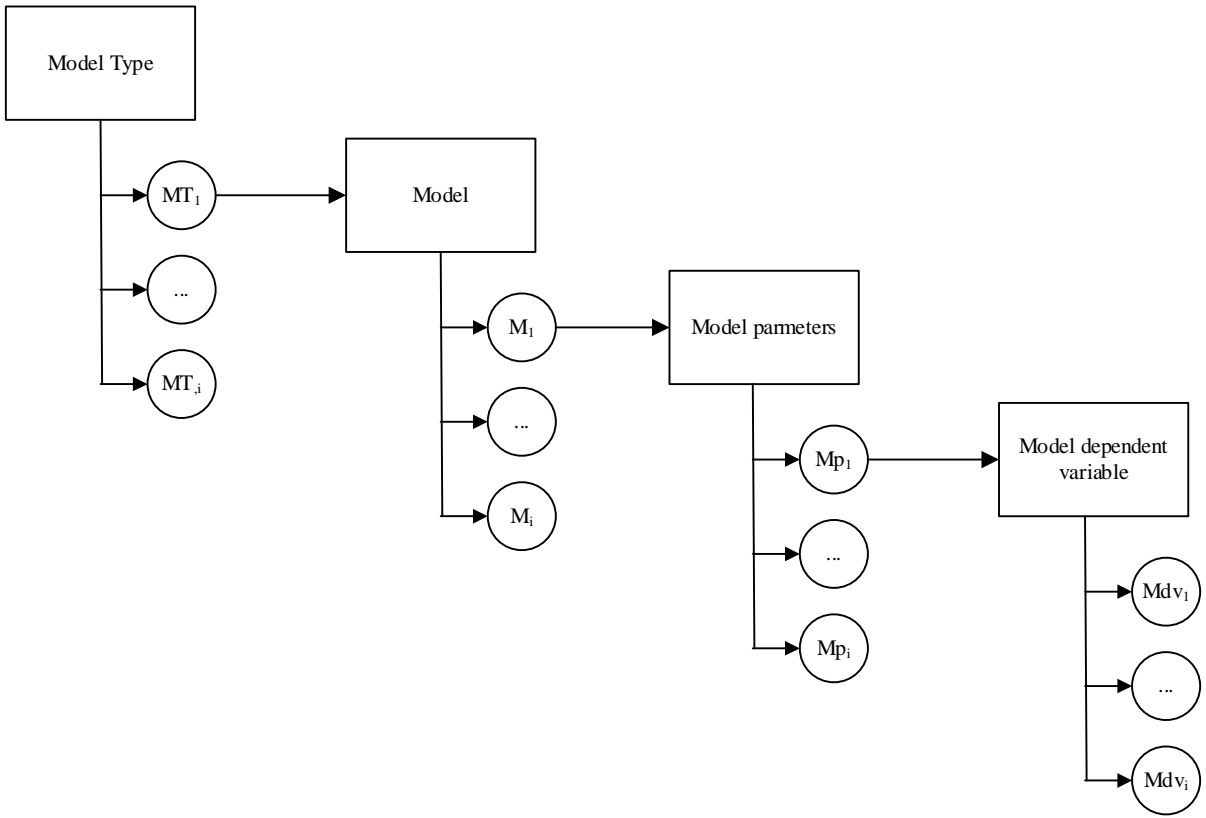 Model Type
MT₁
...
MT,ᵢ
Model
M₁
...
Mᵢ
Model parmeters
Mp₁
...
Mpᵢ
Model dependent
variable
Mdv₁
...
Mdvᵢ